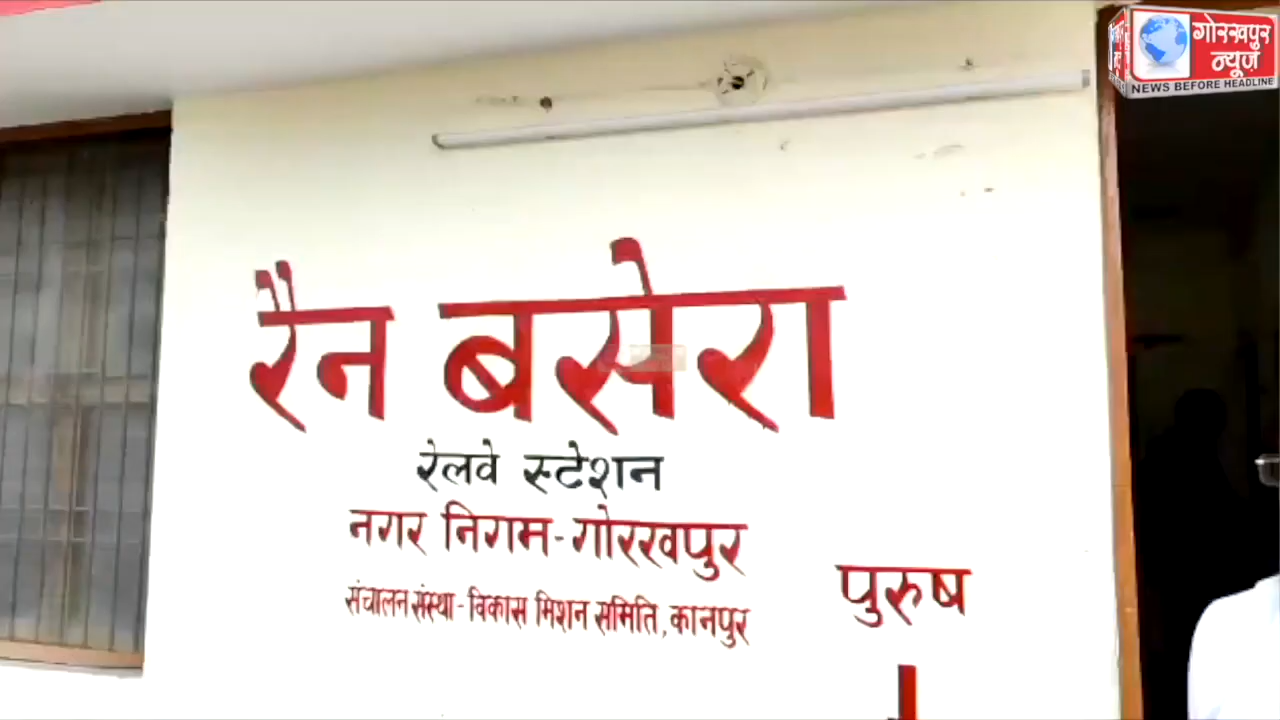 गोरखपुर
न्यूज़
NEWS BEFORE HEADLINE
रैन बसेरा
रेलवे स्टेशन
नगर निगम-गोरखपुर
संचालन संस्था - विकास मिशन समिति, कानपुर
पुरुष